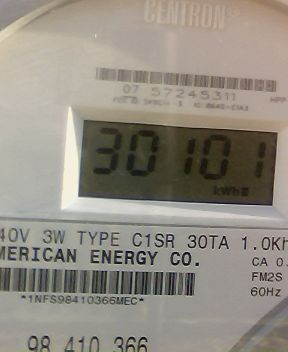 CENTRON®
07 57245311
30101
kWh
40V 3W TYPE C1SR 30TA 1.0Kh
MERICAN ENERGY CO.
CA 0.
FM2S
*1NFS98410366MEC*
60Hz
98 410 366